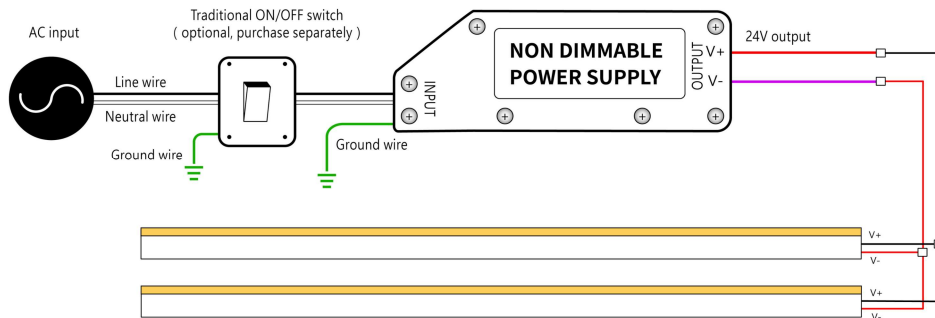 Traditional ON/OFF switch
( optional, purchase separately )
AC input
Line wire
Neutral wire
Ground wire
Ground wire
INPUT
NON DIMMABLE
POWER SUPPLY
OUTPUT
V+
V-
24V output
V+
V-
V+
V-